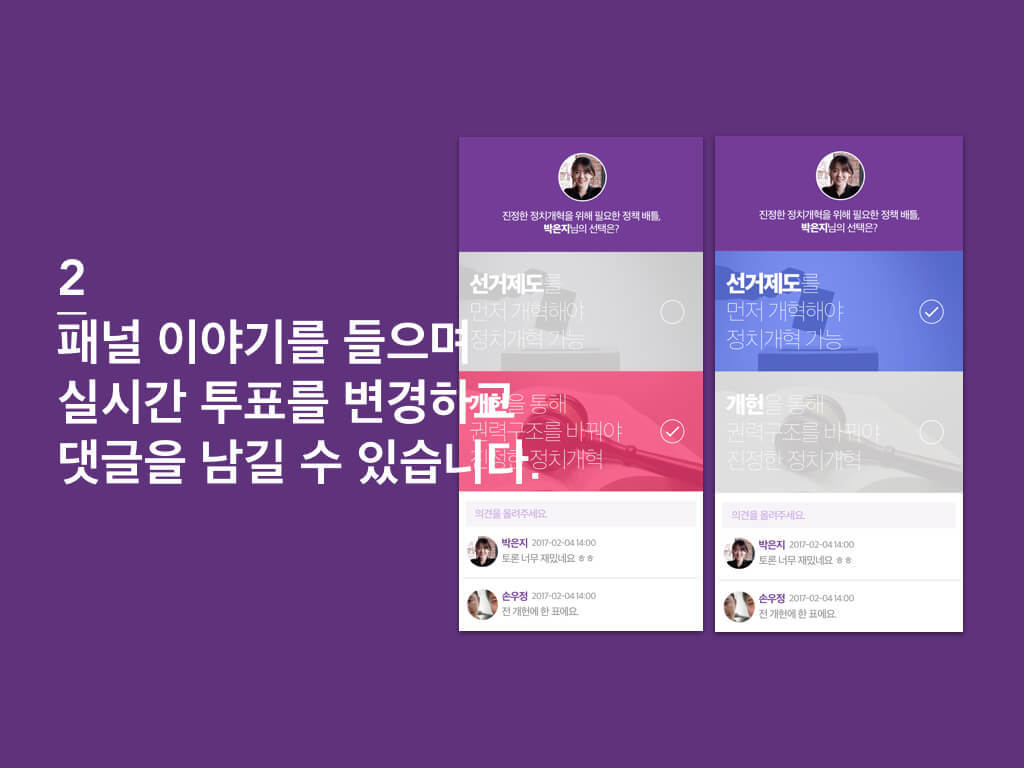 2
패널 이야기를 들으며
실시간 투표를 변경하고
댓글을 남길 수 있습니다.
진정한 정치개혁을 위해 필요한 정책 배틀,
박은지님의 선택은?
선거제도를
먼저 개혁해야
정치개혁 가능
개헌을 통해
권력구조를 바꿔야
진정한 정치개혁
의견을 올려주세요.
박은지 2017-02-04 14:00
토론 너무 재밌네요 ㅎㅎ
손우정 2017-02-04 14:00
전 개헌에 한 표에요.
진정한 정치개혁을 위해 필요한 정책 배틀,
박은지님의 선택은?
선거제도를
먼저 개혁해야
정치개혁 가능
개헌을 통해
권력구조를 바꿔야
진정한 정치개혁
의견을 올려주세요.
박은지 2017-02-04 14:00
토론 너무 재밌네요 ㅎㅎ
손우정 2017-02-04 14:00
전 개헌에 한 표에요.